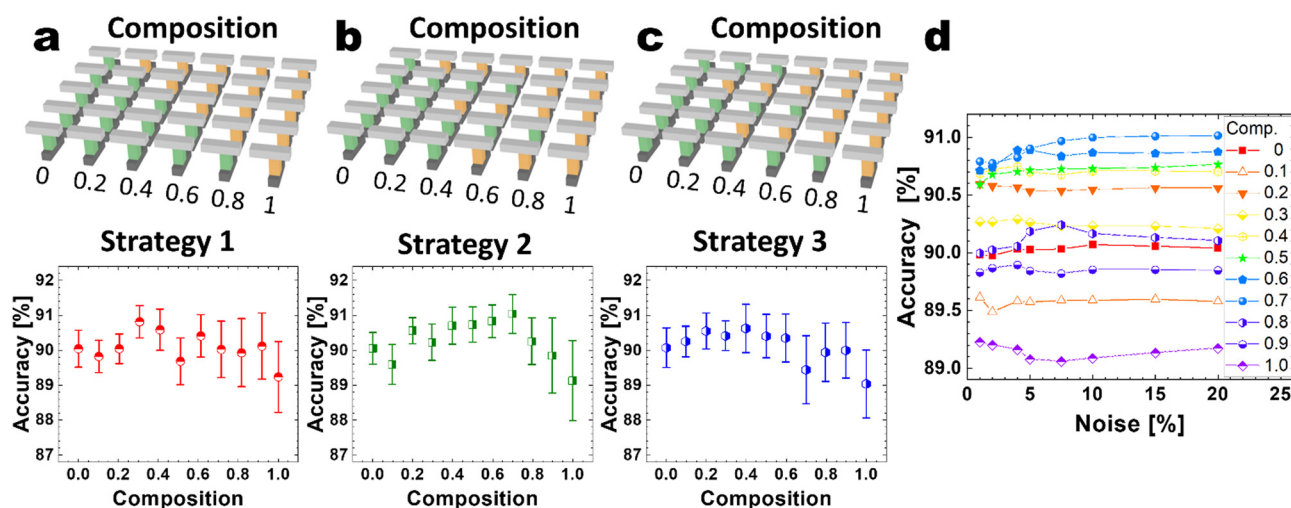 a Composition
0 0.2 0.4 0.6 0.8 1
Strategy 1
Accuracy [%]
92
91
90
89
88
87
0.0 0.2 0.4 0.6 0.8 1.0
Composition
b Composition
0 0.2 0.4 0.6 0.8 1
Strategy 2
Accuracy [%]
92
91
90
89
88
87
0.0 0.2 0.4 0.6 0.8 1.0
Composition
c Composition
0 0.2 0.4 0.6 0.8 1
Strategy 3
Accuracy [%]
92
91
90
89
88
87
0.0 0.2 0.4 0.6 0.8 1.0
Composition
d
Accuracy [%]
91.0
90.5
90.0
89.5
89.0
0 5 10 15 20 25
Noise [%]
Comp.
0
0.1
0.2
0.3
0.4
0.5
0.6
0.7
0.8
0.9
1.0